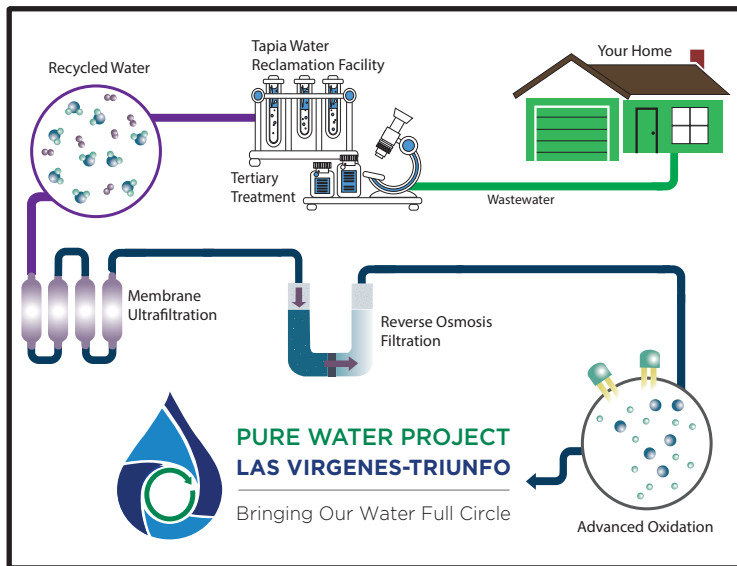 Your Home
Tapia Water
Reclamation Facility
Recycled Water
Tertiary
Treatment
Wastewater
Membrane
Ultrafiltration
Reverse Osmosis
Filtration
Advanced Oxidation
PURE WATER PROJECT
LAS VIRGENES-TRIUNFO
Bringing Our Water Full Circle